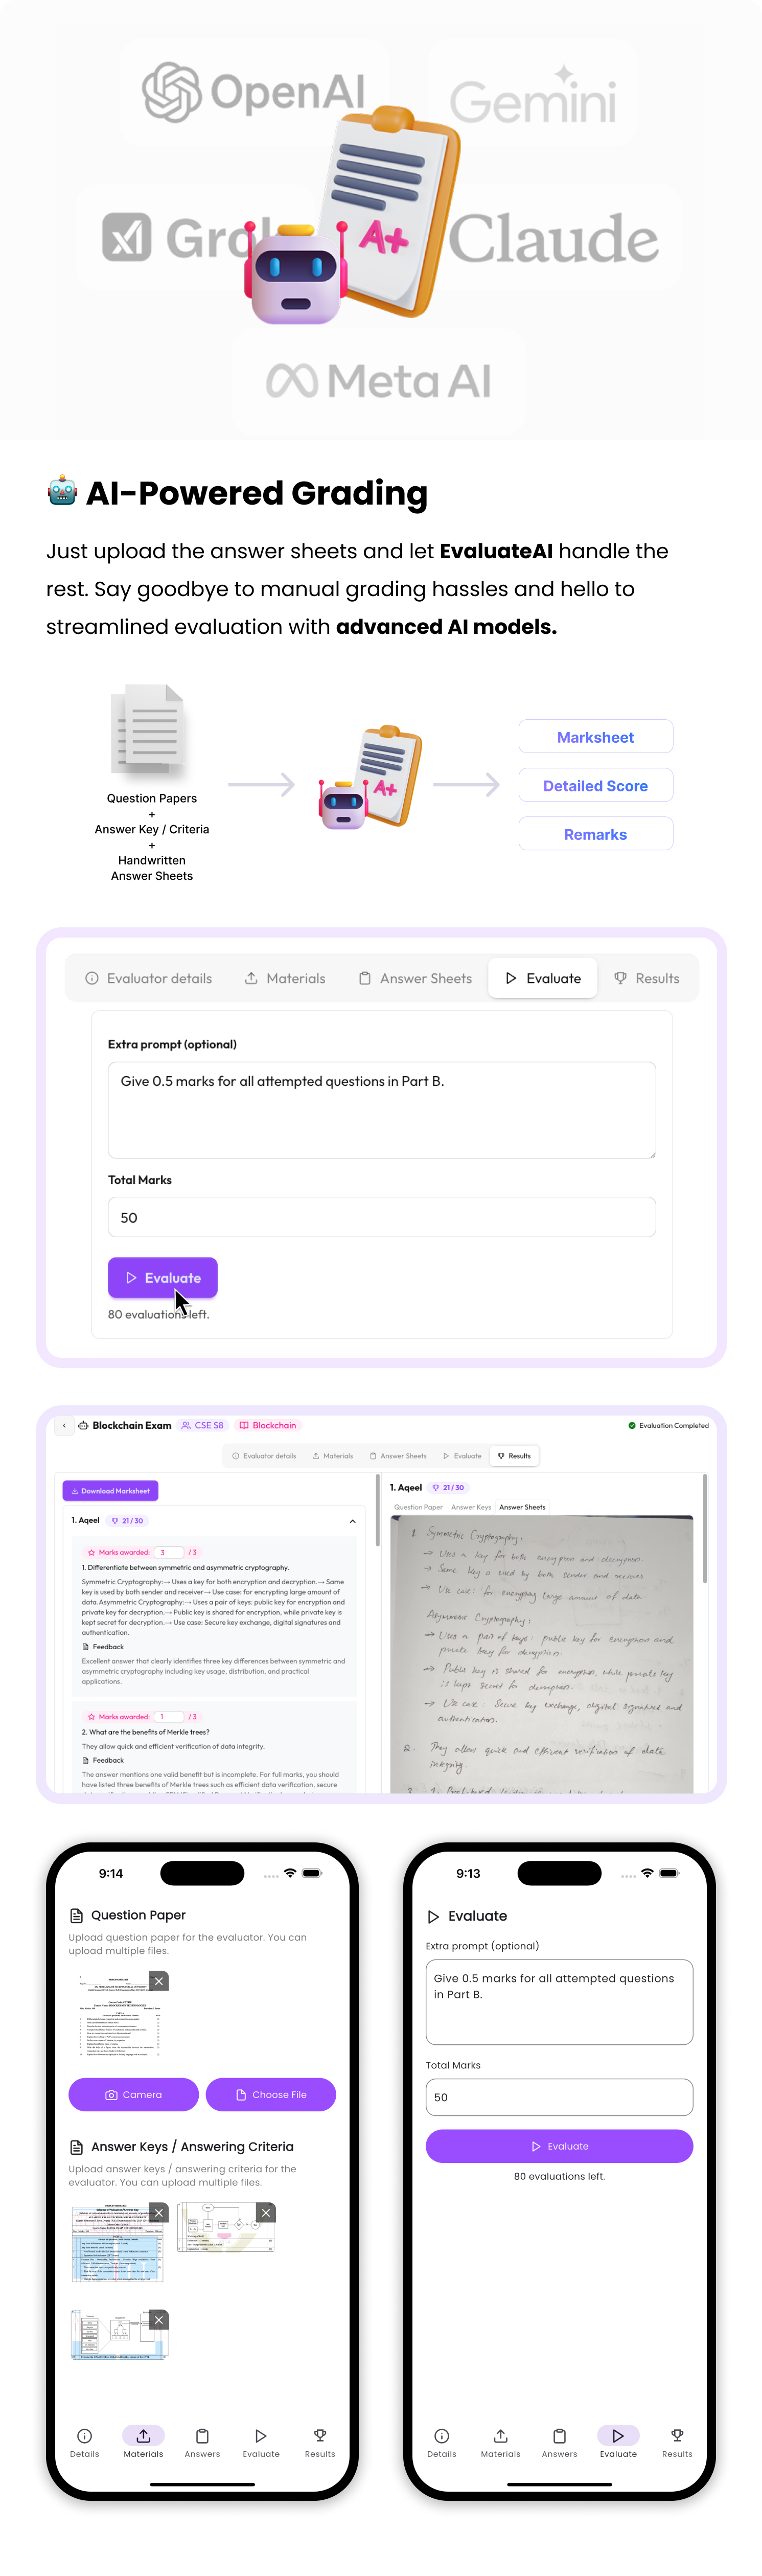 OpenAI
Gemini
Grok
Claude
A+
Meta AI
AI-Powered Grading
Just upload the answer sheets and let EvaluateAI handle the
rest. Say goodbye to manual grading hassles and hello to
streamlined evaluation with advanced AI models.
Question Papers
+
Answer Key / Criteria
+
Handwritten
Answer Sheets
A+
Marksheet
Detailed Score
Remarks
Evaluator details Materials Answer Sheets Evaluate Results
Extra prompt (optional)
Give 0.5 marks for all attempted questions in Part B.
Total Marks
50
Evaluate
80 evaluations left.
Blockchain Exam CSE S8 Blockchain Evaluation Completed
Evaluator details Materials Answer Sheets Evaluate Results
Download Marksheet
1. Aqeel 21 / 30
Marks awarded: 3 / 3
1. Differentiate between symmetric and asymmetric cryptography.
Symmetric Cryptography:→ Uses a key for both encryption and decryption.→ Same
key is used by both sender and receiver→ Use case: for encrypting large amount of
data.Asymmetric Cryptography:→ Uses a pair of keys: public key for encryption and
private key for decryption.→ Public key is shared for encryption, while private key is
kept secret for decryption.→ Use case: Secure key exchange, digital signatures and
authentication.
Feedback
Excellent answer that clearly identifies three key differences between symmetric and
asymmetric cryptography including key usage, distribution, and practical
applications.
Marks awarded: 1 / 3
2. What are the benefits of Merkle trees?
They allow quick and efficient verification of data integrity.
Feedback
The answer mentions one valid benefit but is incomplete. For full marks, you should
have listed three benefits of Merkle trees such as efficient data verification, secure
1. Aqeel 21 / 30
Question Paper Answer Keys Answer Sheets
1 Symmetric Cryptography:
→ Uses a key for both encryption and decryption.
→ Same key is used by both sender and receiver
→ Use case: for encrypting large amount of data
Asymmetric Cryptography:
→ Uses a pair of keys: public key for encryption and
private key for decryption.
→ Public key is shared for encryption, while private key
is kept secret for decryption.
→ Use case: Secure key exchange, digital signatures and
authentication.
2. They allow quick and efficient verification of data
integrity.
9:14
Question Paper
Upload question paper for the evaluator. You can
upload multiple files.
Camera Choose File
Answer Keys / Answering Criteria
Upload answer keys / answering criteria for the
evaluator. You can upload multiple files.
Details Materials Answers Evaluate Results
9:13
Evaluate
Extra prompt (optional)
Give 0.5 marks for all attempted questions
in Part B.
Total Marks
50
Evaluate
80 evaluations left.
Details Materials Answers Evaluate Results